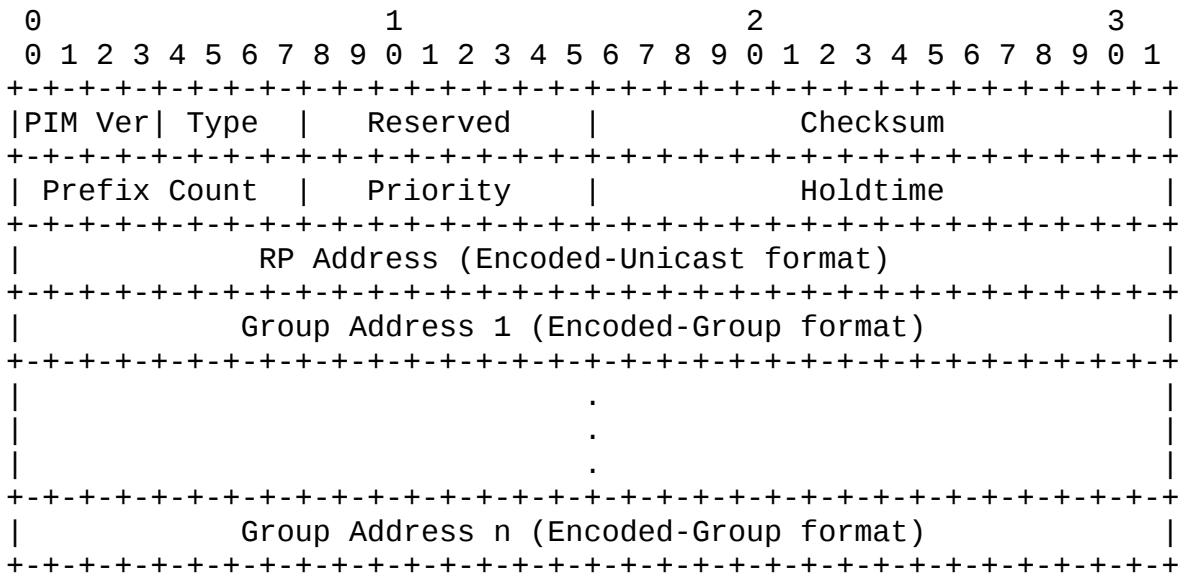 0                   1                   2                   3
 0 1 2 3 4 5 6 7 8 9 0 1 2 3 4 5 6 7 8 9 0 1 2 3 4 5 6 7 8 9 0 1
+-+-+-+-+-+-+-+-+-+-+-+-+-+-+-+-+-+-+-+-+-+-+-+-+-+-+-+-+-+-+-+-+
|PIM Ver| Type  |   Reserved    |           Checksum            |
+-+-+-+-+-+-+-+-+-+-+-+-+-+-+-+-+-+-+-+-+-+-+-+-+-+-+-+-+-+-+-+-+
| Prefix Count  |   Priority    |           Holdtime            |
+-+-+-+-+-+-+-+-+-+-+-+-+-+-+-+-+-+-+-+-+-+-+-+-+-+-+-+-+-+-+-+-+
|             RP Address (Encoded-Unicast format)               |
+-+-+-+-+-+-+-+-+-+-+-+-+-+-+-+-+-+-+-+-+-+-+-+-+-+-+-+-+-+-+-+-+
|            Group Address 1 (Encoded-Group format)             |
+-+-+-+-+-+-+-+-+-+-+-+-+-+-+-+-+-+-+-+-+-+-+-+-+-+-+-+-+-+-+-+-+
|                               .                               |
|                               .                               |
|                               .                               |
+-+-+-+-+-+-+-+-+-+-+-+-+-+-+-+-+-+-+-+-+-+-+-+-+-+-+-+-+-+-+-+-+
|            Group Address n (Encoded-Group format)             |
+-+-+-+-+-+-+-+-+-+-+-+-+-+-+-+-+-+-+-+-+-+-+-+-+-+-+-+-+-+-+-+-+